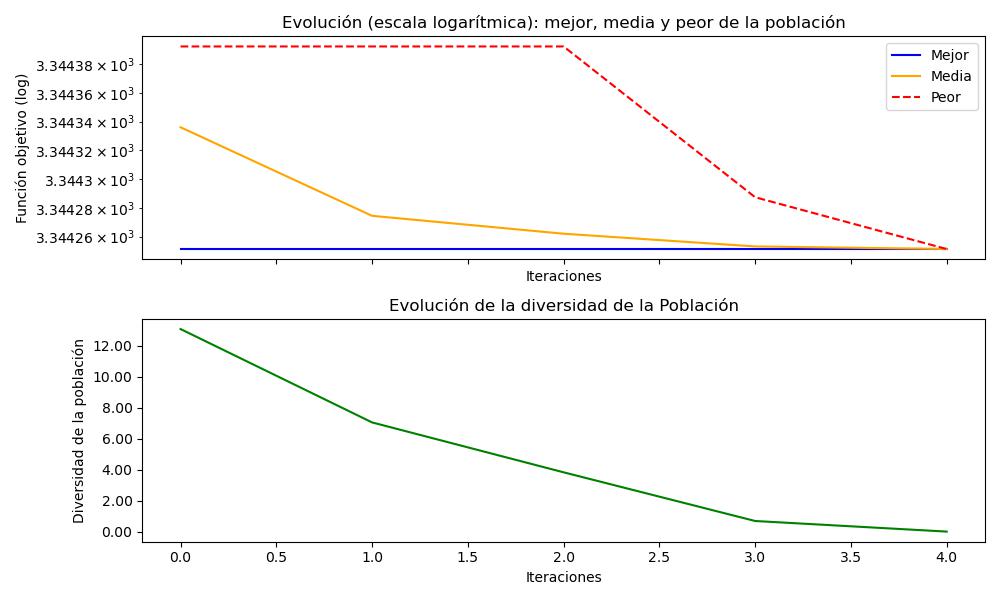 Evolución (escala logarítmica): mejor, media y peor de la población
Función objetivo (log)
3.34438 × 10³
3.34436 × 10³
3.34434 × 10³
3.34432 × 10³
3.3443 × 10³
3.34428 × 10³
3.34426 × 10³
Mejor
Media
Peor
Iteraciones
Evolución de la diversidad de la Población
Diversidad de la población
12.00
10.00
8.00
6.00
4.00
2.00
0.00
0.0 0.5 1.0 1.5 2.0 2.5 3.0 3.5 4.0
Iteraciones